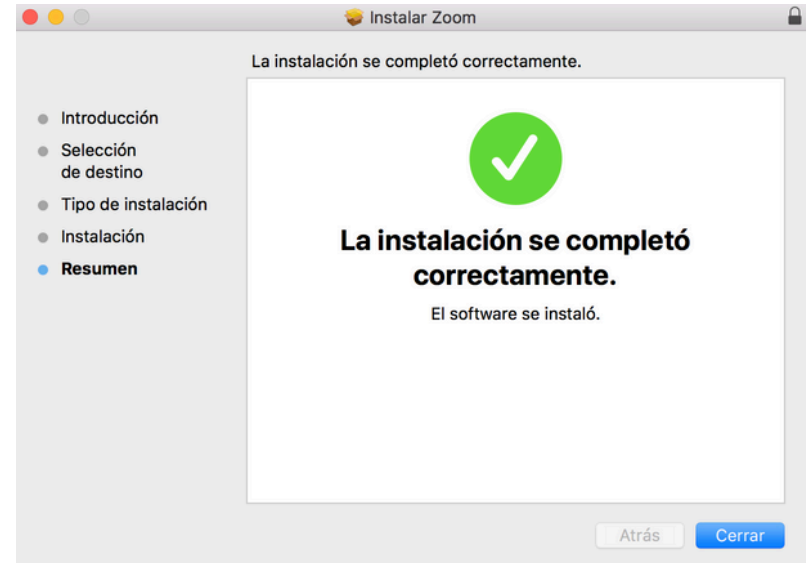 Instalar Zoom
La instalación se completó correctamente.
Introducción
Selección
de destino
Tipo de instalación
Instalación
Resumen
La instalación se completó
correctamente.
El software se instaló.
Atrás
Cerrar